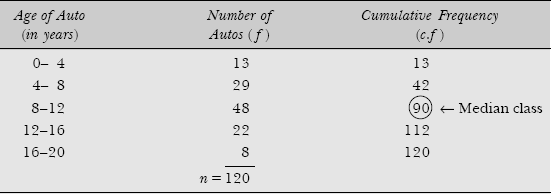 Age of Auto Number of Cumulative Frequency
(in years) Autos (f) (c.f)
0– 4 13 13
4– 8 29 42
8–12 48 90 ← Median class
12–16 22 112
16–20 8 120
n = 120